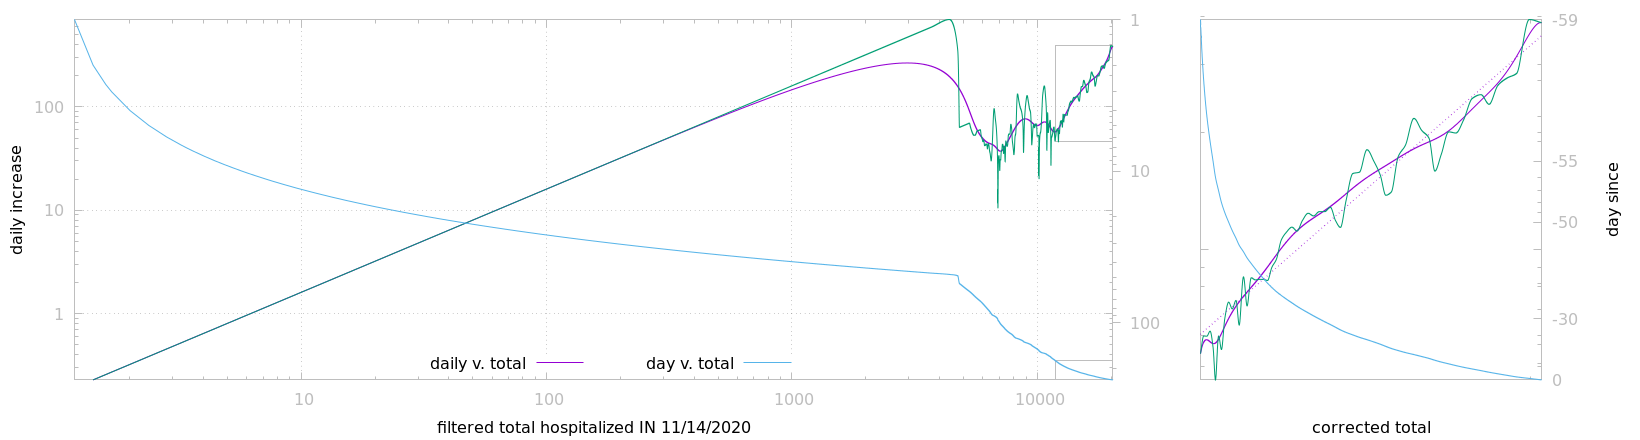 100
10
1
daily increase
daily v. total
day v. total
10
100
1000
10000
filtered total hospitalized IN 11/14/2020
1
10
100
-59
-55
-50
-30
0
day since
corrected total